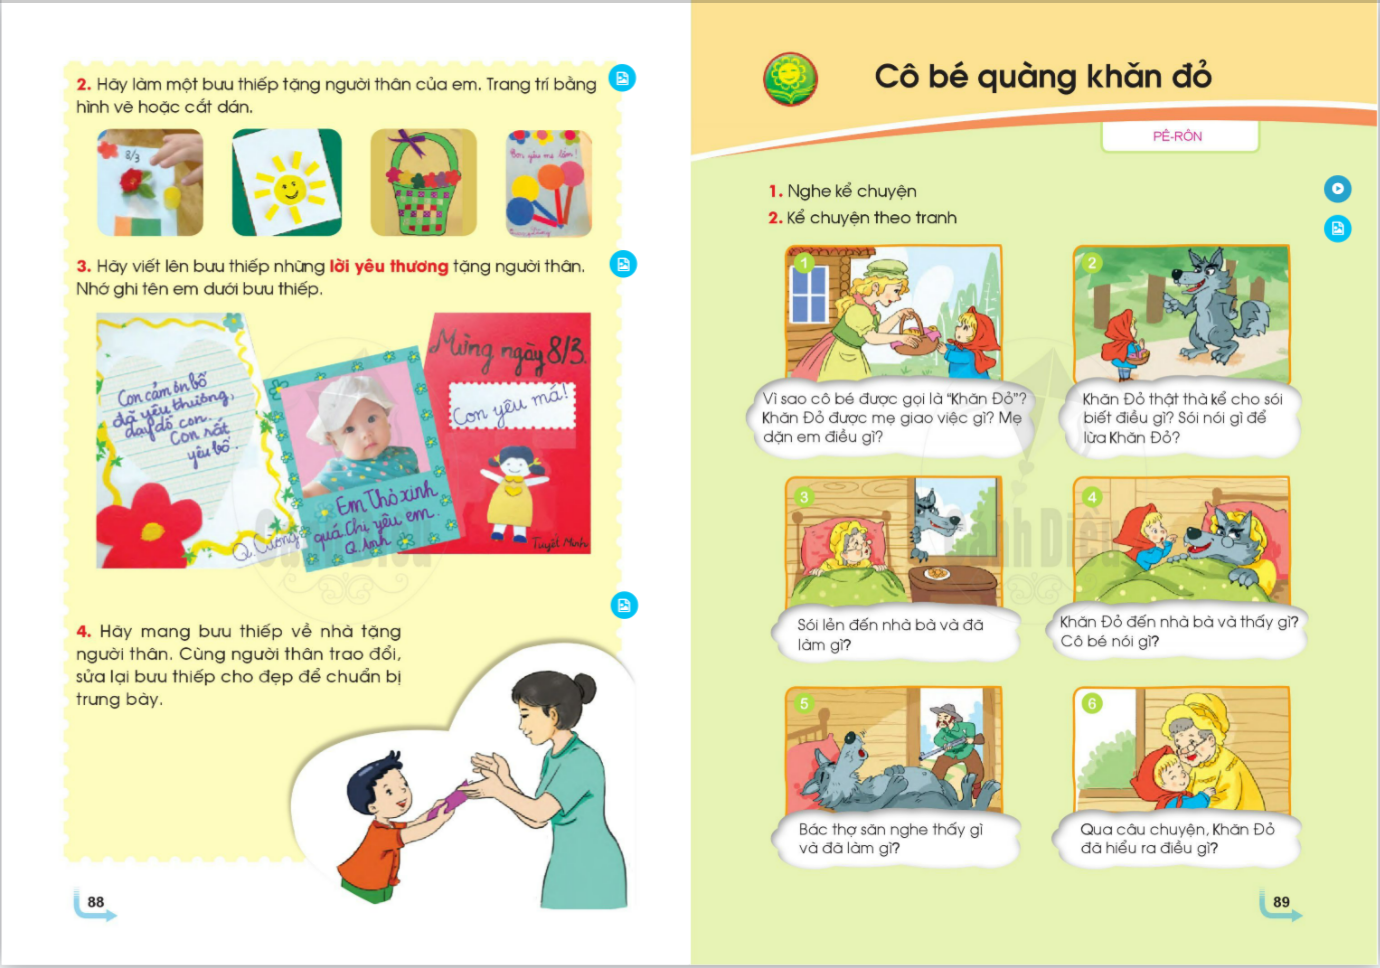 2. Hãy làm một bưu thiếp tặng người thân của em. Trang trí bằng
hình vẽ hoặc cắt dán.
8/3
Con yêu mẹ lắm!
3. Hãy viết lên bưu thiếp những lời yêu thương tặng người thân.
Nhớ ghi tên em dưới bưu thiếp.
Con cảm ơn bố
đã yêu thương,
dạy dỗ con.
Con rất
yêu bố.
Q. Cường
Em Thỏ xinh
quá. Chị yêu em.
Q. Anh
Mừng ngày 8/3.
Con yêu má!
Tuyết Minh
4. Hãy mang bưu thiếp về nhà tặng
người thân. Cùng người thân trao đổi,
sửa lại bưu thiếp cho đẹp để chuẩn bị
trưng bày.
88
Cô bé quàng khăn đỏ
PÊ-RÔN
1. Nghe kể chuyện
2. Kể chuyện theo tranh
1
Vì sao cô bé được gọi là “Khăn Đỏ”?
Khăn Đỏ được mẹ giao việc gì? Mẹ
dặn em điều gì?
2
Khăn Đỏ thật thà kể cho sói
biết điều gì? Sói nói gì để
lừa Khăn Đỏ?
3
Sói lẻn đến nhà bà và đã
làm gì?
4
Khăn Đỏ đến nhà bà và thấy gì?
Cô bé nói gì?
5
Bác thợ săn nghe thấy gì
và đã làm gì?
6
Qua câu chuyện, Khăn Đỏ
đã hiểu ra điều gì?
89
Cánh Diều
Cánh Diều